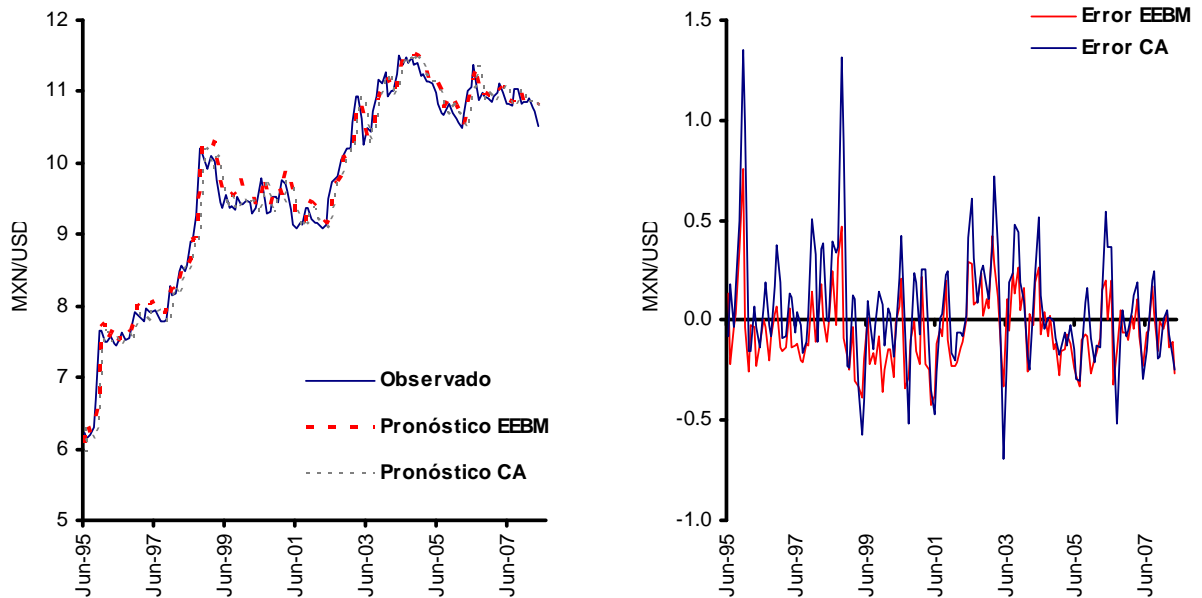 12
11
10
9
8
7
6
5
MXN/USD
Observado
Pronóstico EEBM
Pronóstico CA
Jun-95
Jun-97
Jun-99
Jun-01
Jun-03
Jun-05
Jun-07
Error EEBM
Error CA
1.5
1.0
0.5
0.0
-0.5
-1.0
MXN/USD
Jun-95
Jun-97
Jun-99
Jun-01
Jun-03
Jun-05
Jun-07